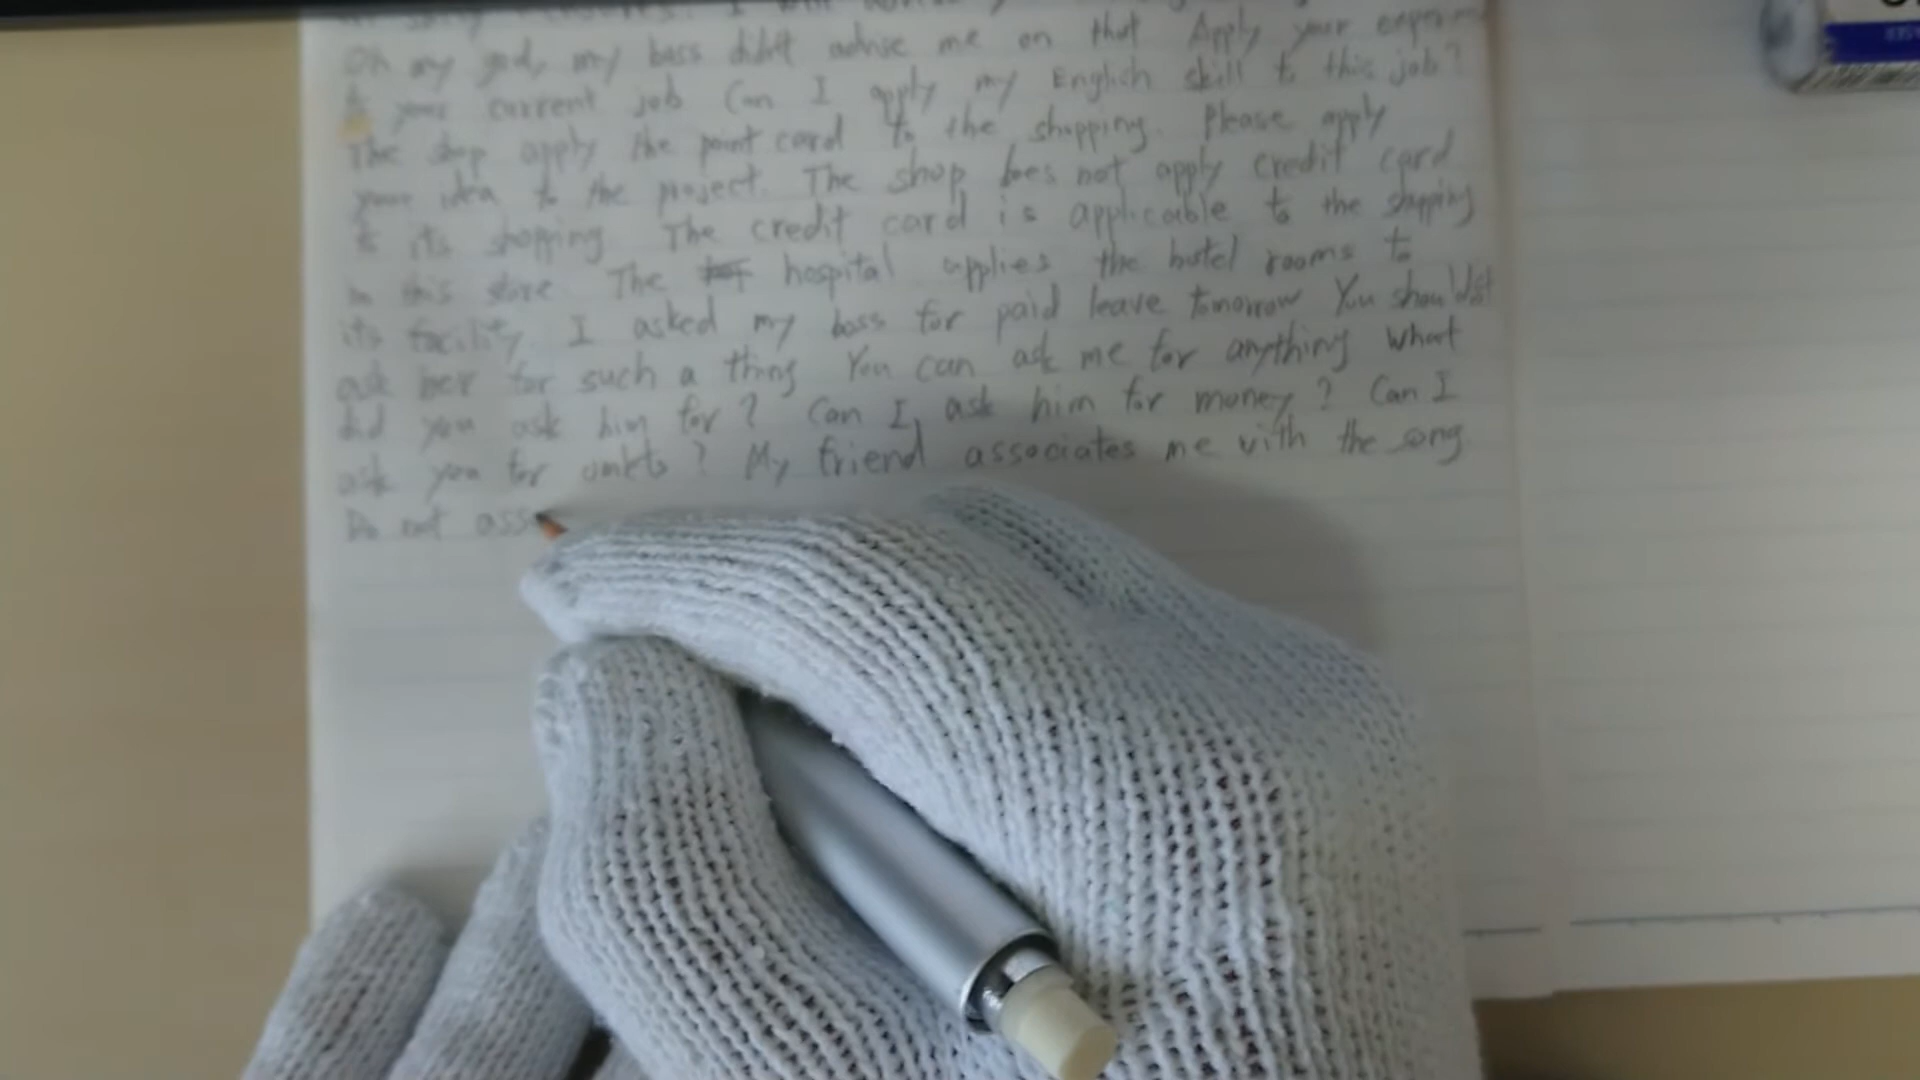 Oh my god, my boss didn't advise me on that Apply your
to your current job Can I apply my English skill to this job?
The shop apply the point card to the shopping. Please apply
your idea to the project. The shop does not apply credit card
to its shopping The credit card is applicable to the shopping
in this store The hospital applies the hotel rooms to
its facility. I asked my boss for paid leave tomorrow You shouldn't
ask her for such a thing You can ask me for anything What
did you ask him for? Can I ask him for money? Can I
ask you for? My friend associates me with the song
Do not ass